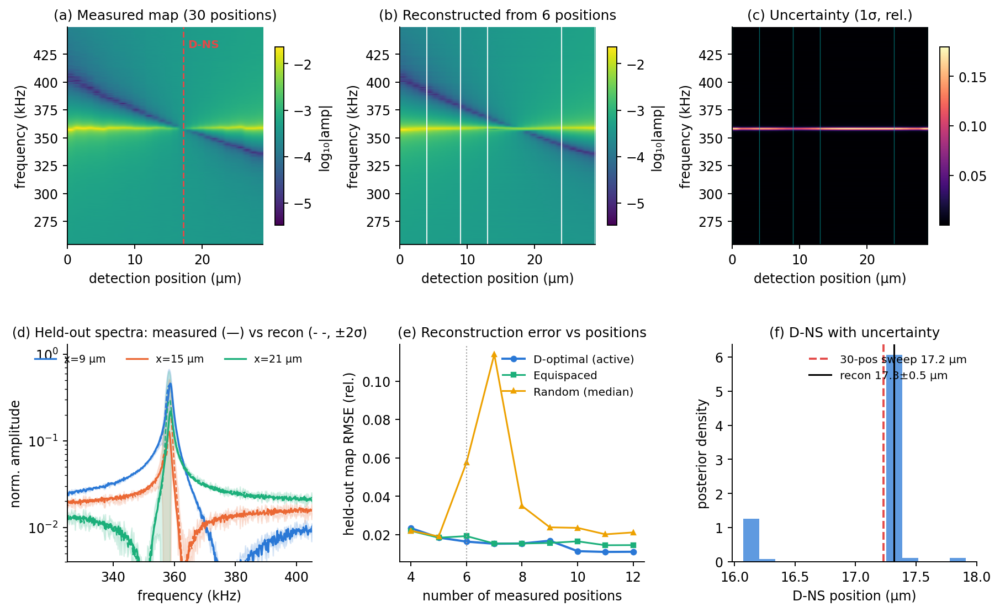 (a) Measured map (30 positions)
D-NS
425
400
375
350
325
300
275
frequency (kHz)
0
10
20
detection position (µm)
−2
−3
−4
−5
log₁₀|amp|
(b) Reconstructed from 6 positions
425
400
375
350
325
300
275
frequency (kHz)
0
10
20
detection position (µm)
−2
−3
−4
−5
log₁₀|amp|
(c) Uncertainty (1σ, rel.)
425
400
375
350
325
300
275
frequency (kHz)
0
10
20
detection position (µm)
0.15
0.10
0.05
(d) Held-out spectra: measured (—) vs recon (- -, ±2σ)
x=9 µm
x=15 µm
x=21 µm
10⁰
10⁻¹
10⁻²
norm. amplitude
340
360
380
400
frequency (kHz)
(e) Reconstruction error vs positions
D-optimal (active)
Equispaced
Random (median)
0.10
0.08
0.06
0.04
0.02
held-out map RMSE (rel.)
4
6
8
10
12
number of measured positions
(f) D-NS with uncertainty
30-pos sweep 17.2 µm
recon 17.3±0.5 µm
6
5
4
3
2
1
0
posterior density
16.0
16.5
17.0
17.5
18.0
D-NS position (µm)